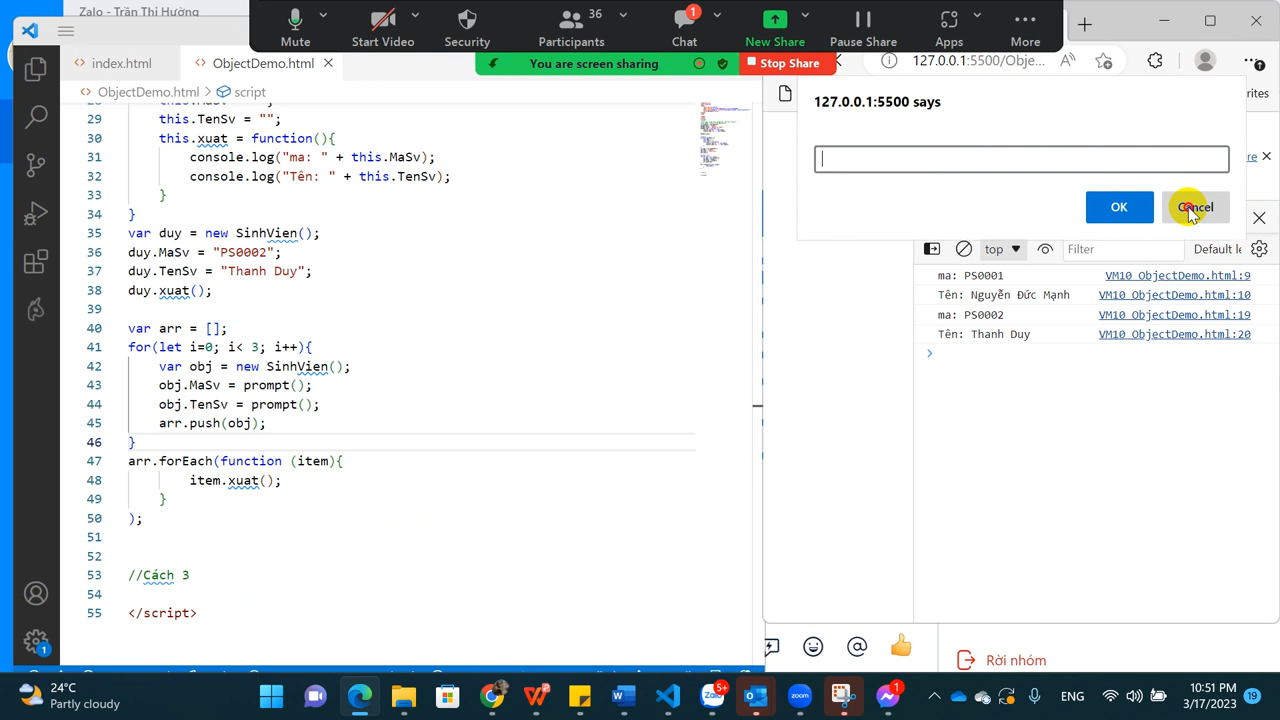 Zalo - Trần Thị Hường
Mute
Start Video
Security
36
Participants
1
Chat
New Share
Pause Share
Apps
More
index.html
ObjectDemo.html
You are screen sharing
Stop Share
127.0.0.1:5500/Obje...
ObjectDemo.html > script
127.0.0.1:5500 says
OK
Cancel
29 this.TenSv = "";
30 this.xuat = function(){
31 console.log("ma: " + this.MaSv);
32 console.log("Tên: " + this.TenSv);
33 }
34 }
35 var duy = new SinhVien();
36 duy.MaSv = "PS0002";
37 duy.TenSv = "Thanh Duy";
38 duy.xuat();
39
40 var arr = [];
41 for(let i=0; i< 3; i++){
42 var obj = new SinhVien();
43 obj.MaSv = prompt();
44 obj.TenSv = prompt();
45 arr.push(obj);
46 }
47 arr.forEach(function (item){
48 item.xuat();
49 }
50 );
51
52
53 //Cách 3
54
55 </script>
top
Filter
Default le
ma: PS0001 VM10 ObjectDemo.html:9
Tên: Nguyễn Đức Mạnh VM10 ObjectDemo.html:10
ma: PS0002 VM10 ObjectDemo.html:19
Tên: Thanh Duy VM10 ObjectDemo.html:20
Rời nhóm
1
24°C
Partly cloudy
Zalo
5+
zoom
1
ENG
10:51 PM
3/17/2023
19